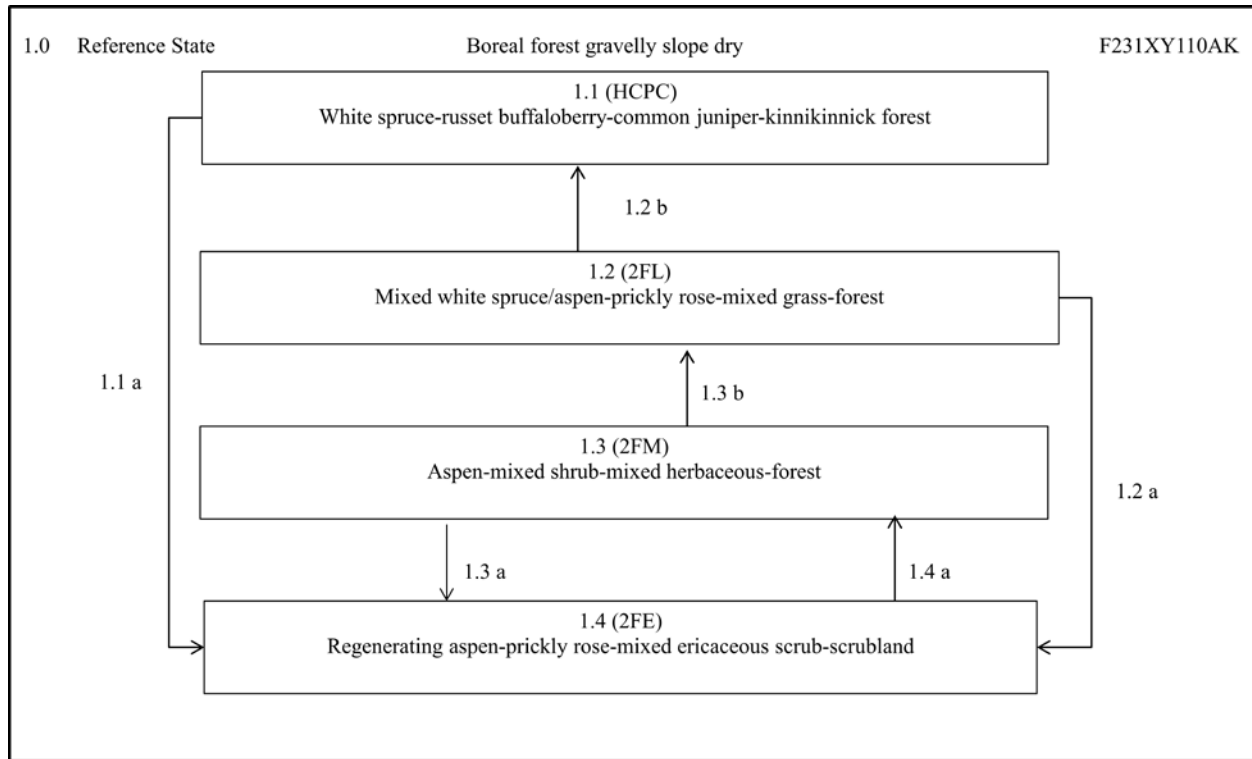 1.0 Reference State Boreal forest gravelly slope dry F231XY110AK
1.1 (HCPC)
White spruce-russet buffaloberry-common juniper-kinnikinnick forest
1.2 b
1.2 (2FL)
Mixed white spruce/aspen-prickly rose-mixed grass-forest
1.1 a
1.3 b
1.3 (2FM)
Aspen-mixed shrub-mixed herbaceous-forest
1.2 a
1.3 a
1.4 a
1.4 (2FE)
Regenerating aspen-prickly rose-mixed ericaceous scrub-scrubland